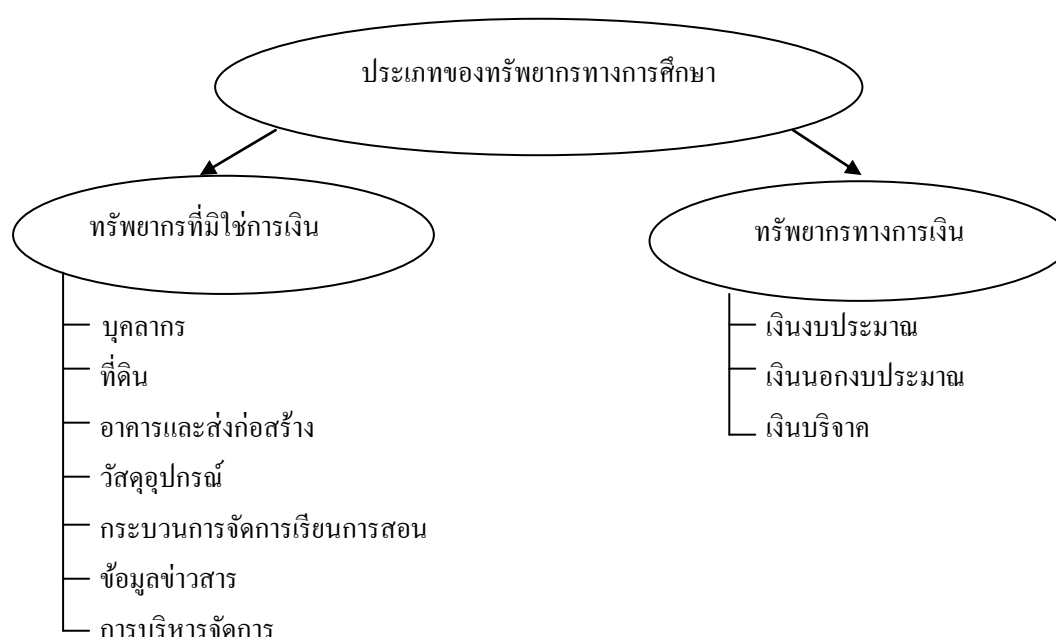 ประเภทของทรัพยากรทางการศึกษา
ทรัพยากรที่มิใช่การเงิน
บุคลากร
ที่ดิน
อาคารและส่งก่อสร้าง
วัสดุอุปกรณ์
กระบวนการจัดการเรียนการสอน
ข้อมูลข่าวสาร
การบริหารจัดการ
ทรัพยากรทางการเงิน
เงินงบประมาณ
เงินนอกงบประมาณ
เงินบริจาค